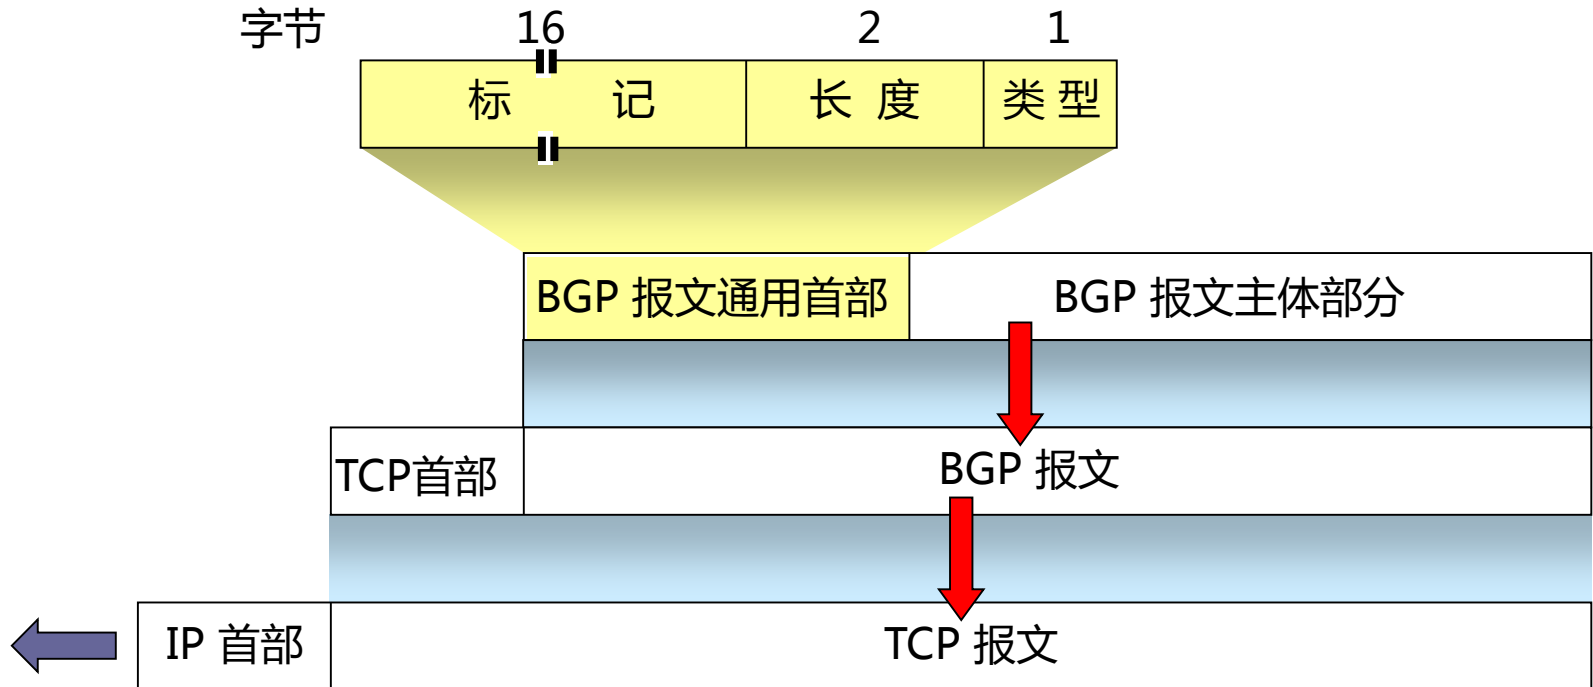 字节 16 2 1
标 记 长 度 类 型
BGP 报文通用首部 BGP 报文主体部分
TCP首部 BGP 报文
IP 首部 TCP 报文